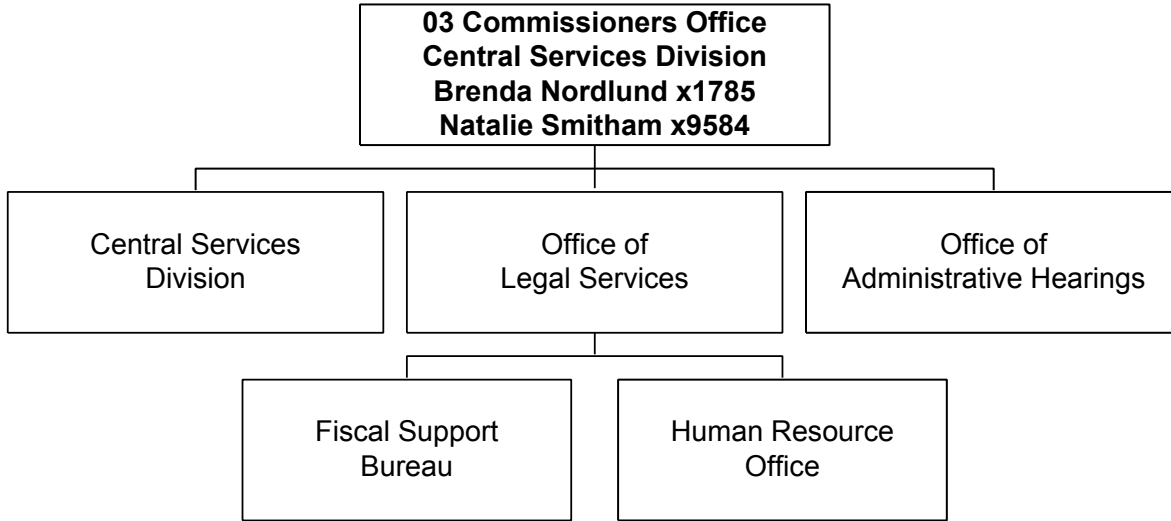 03 Commissioners Office
Central Services Division
Brenda Nordlund x1785
Natalie Smitham x9584
Central Services
Division
Office of
Legal Services
Office of
Administrative Hearings
Fiscal Support
Bureau
Human Resource
Office